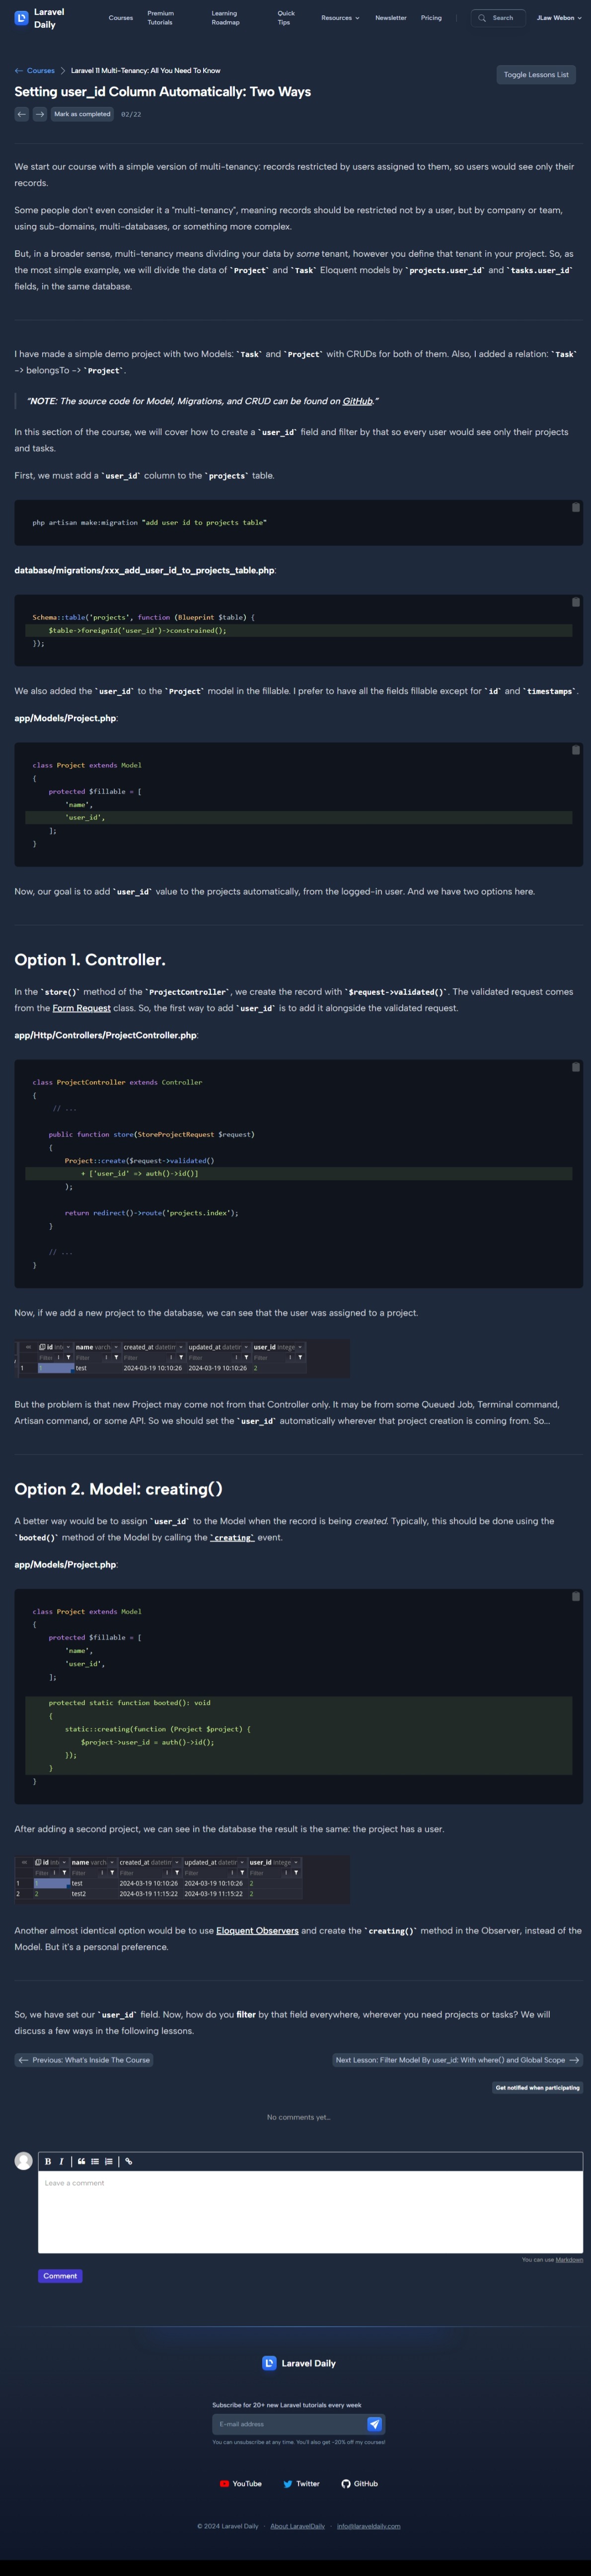 Laravel
Daily
Courses
Premium
Tutorials
Learning
Roadmap
Quick
Tips
Resources
Newsletter
Pricing
Search
JLaw Webon
← Courses > Laravel 11 Multi-Tenancy: All You Need To Know
Toggle Lessons List
Setting user_id Column Automatically: Two Ways
← → Mark as completed 02/22
We start our course with a simple version of multi-tenancy: records restricted by users assigned to them, so users would see only their
records.
Some people don't even consider it a "multi-tenancy", meaning records should be restricted not by a user, but by company or team,
using sub-domains, multi-databases, or something more complex.
But, in a broader sense, multi-tenancy means dividing your data by some tenant, however you define that tenant in your project. So, as
the most simple example, we will divide the data of `Project` and `Task` Eloquent models by `projects.user_id` and `tasks.user_id`
fields, in the same database.
I have made a simple demo project with two Models: `Task` and `Project` with CRUDs for both of them. Also, I added a relation: `Task`
-> belongsTo -> `Project`.
"NOTE: The source code for Model, Migrations, and CRUD can be found on GitHub."
In this section of the course, we will cover how to create a `user_id` field and filter by that so every user would see only their projects
and tasks.
First, we must add a `user_id` column to the `projects` table.
php artisan make:migration "add user id to projects table"
database/migrations/xxx_add_user_id_to_projects_table.php:
Schema::table('projects', function (Blueprint $table) {
    $table->foreignId('user_id')->constrained();
});
We also added the `user_id` to the `Project` model in the fillable. I prefer to have all the fields fillable except for `id` and `timestamps`.
app/Models/Project.php:
class Project extends Model
{
    protected $fillable = [
        'name',
        'user_id',
    ];
}
Now, our goal is to add `user_id` value to the projects automatically, from the logged-in user. And we have two options here.
Option 1. Controller.
In the `store()` method of the `ProjectController`, we create the record with `$request->validated()`. The validated request comes
from the Form Request class. So, the first way to add `user_id` is to add it alongside the validated request.
app/Http/Controllers/ProjectController.php:
class ProjectController extends Controller
{
    // ...
    public function store(StoreProjectRequest $request)
    {
        Project::create($request->validated()
            + ['user_id' => auth()->id()]
        );
        return redirect()->route('projects.index');
    }
    // ...
}
Now, if we add a new project to the database, we can see that the user was assigned to a project.
id name created_at updated_at user_id
Filter Filter Filter Filter Filter
1 1 test 2024-03-19 10:10:26 2024-03-19 10:10:26 2
But the problem is that new Project may come not from that Controller only. It may be from some Queued Job, Terminal command,
Artisan command, or some API. So we should set the `user_id` automatically wherever that project creation is coming from. So...
Option 2. Model: creating()
A better way would be to assign `user_id` to the Model when the record is being created. Typically, this should be done using the
`booted()` method of the Model by calling the `creating` event.
app/Models/Project.php:
class Project extends Model
{
    protected $fillable = [
        'name',
        'user_id',
    ];
    protected static function booted(): void
    {
        static::creating(function (Project $project) {
            $project->user_id = auth()->id();
        });
    }
}
After adding a second project, we can see in the database the result is the same: the project has a user.
id name created_at updated_at user_id
Filter Filter Filter Filter Filter
1 1 test 2024-03-19 10:10:26 2024-03-19 10:10:26 2
2 2 test2 2024-03-19 11:15:22 2024-03-19 11:15:22 2
Another almost identical option would be to use Eloquent Observers and create the `creating()` method in the Observer, instead of the
Model. But it's a personal preference.
So, we have set our `user_id` field. Now, how do you filter by that field everywhere, wherever you need projects or tasks? We will
discuss a few ways in the following lessons.
← Previous: What's Inside The Course
Next Lesson: Filter Model By user_id: With where() and Global Scope →
Get notified when participating
No comments yet...
B I
Leave a comment
You can use Markdown
Comment
Laravel Daily
Subscribe for 20+ new Laravel tutorials every week
E-mail address
You can unsubscribe at any time. You'll also get -20% off my courses!
YouTube Twitter GitHub
© 2024 Laravel Daily · About LaravelDaily · info@laraveldaily.com